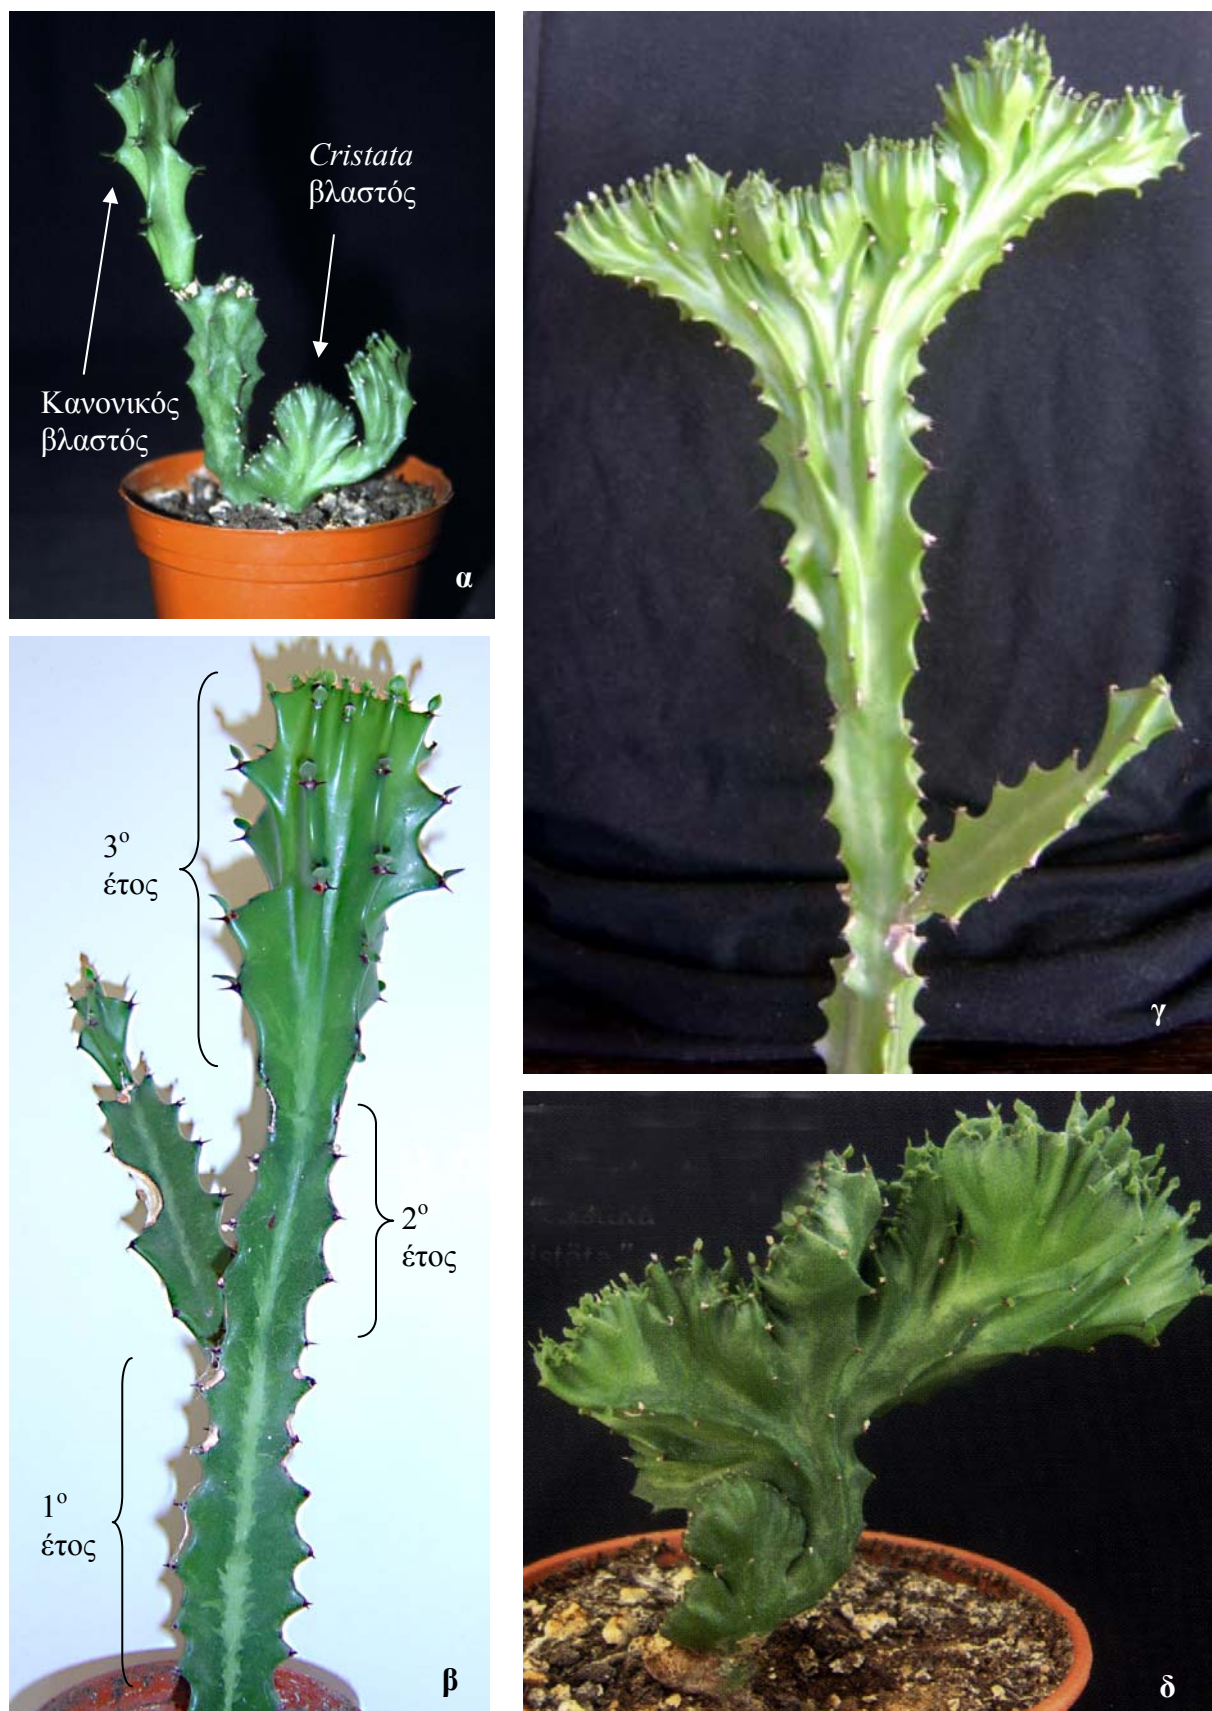 Cristata
βλαστός
Κανονικός
βλαστός
α
3ο
έτος
2ο
έτος
1ο
έτος
β
γ
δ